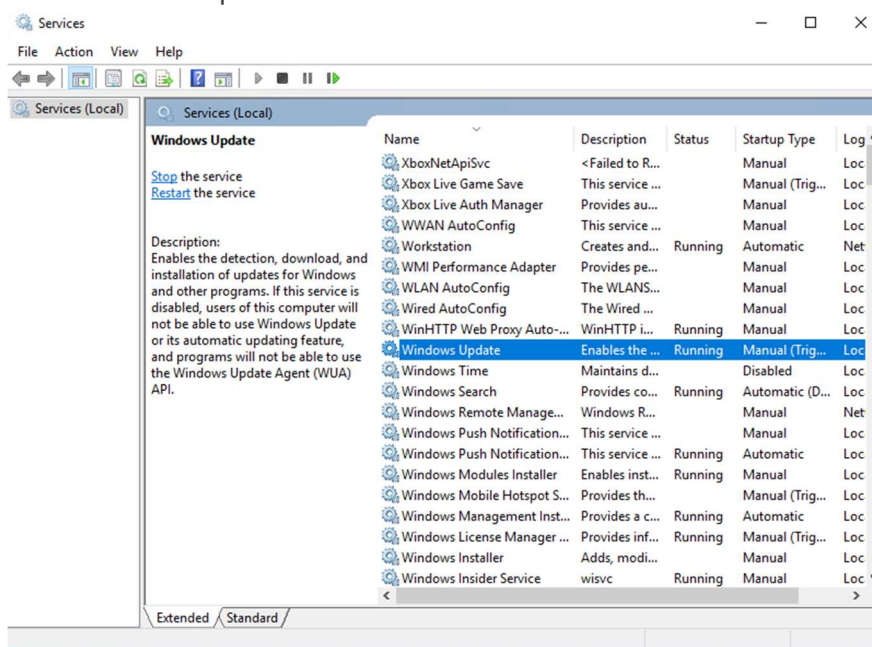 Services
File Action View Help
Services (Local)
Services (Local)
Windows Update
Stop the service
Restart the service
Description:
Enables the detection, download, and
installation of updates for Windows
and other programs. If this service is
disabled, users of this computer will
not be able to use Windows Update
or its automatic updating feature,
and programs will not be able to use
the Windows Update Agent (WUA)
API.
Name Description Status Startup Type Log
XboxNetApiSvc <Failed to R... Manual Loc
Xbox Live Game Save This service ... Manual (Trig... Loc
Xbox Live Auth Manager Provides au... Manual Loc
WWAN AutoConfig This service ... Manual Loc
Workstation Creates and... Running Automatic Net
WMI Performance Adapter Provides pe... Manual Loc
WLAN AutoConfig The WLANS... Manual Loc
Wired AutoConfig The Wired ... Manual Loc
WinHTTP Web Proxy Auto-... WinHTTP i... Running Manual Loc
Windows Update Enables the ... Running Manual (Trig... Loc
Windows Time Maintains d... Disabled Loc
Windows Search Provides co... Running Automatic (D... Loc
Windows Remote Manage... Windows R... Manual Net
Windows Push Notification... This service ... Manual Loc
Windows Push Notification... This service ... Running Automatic Loc
Windows Modules Installer Enables inst... Running Manual Loc
Windows Mobile Hotspot S... Provides th... Manual (Trig... Loc
Windows Management Inst... Provides a c... Running Automatic Loc
Windows License Manager ... Provides inf... Running Manual (Trig... Loc
Windows Installer Adds, modi... Manual Loc
Windows Insider Service wisvc Running Manual Loc
Extended Standard